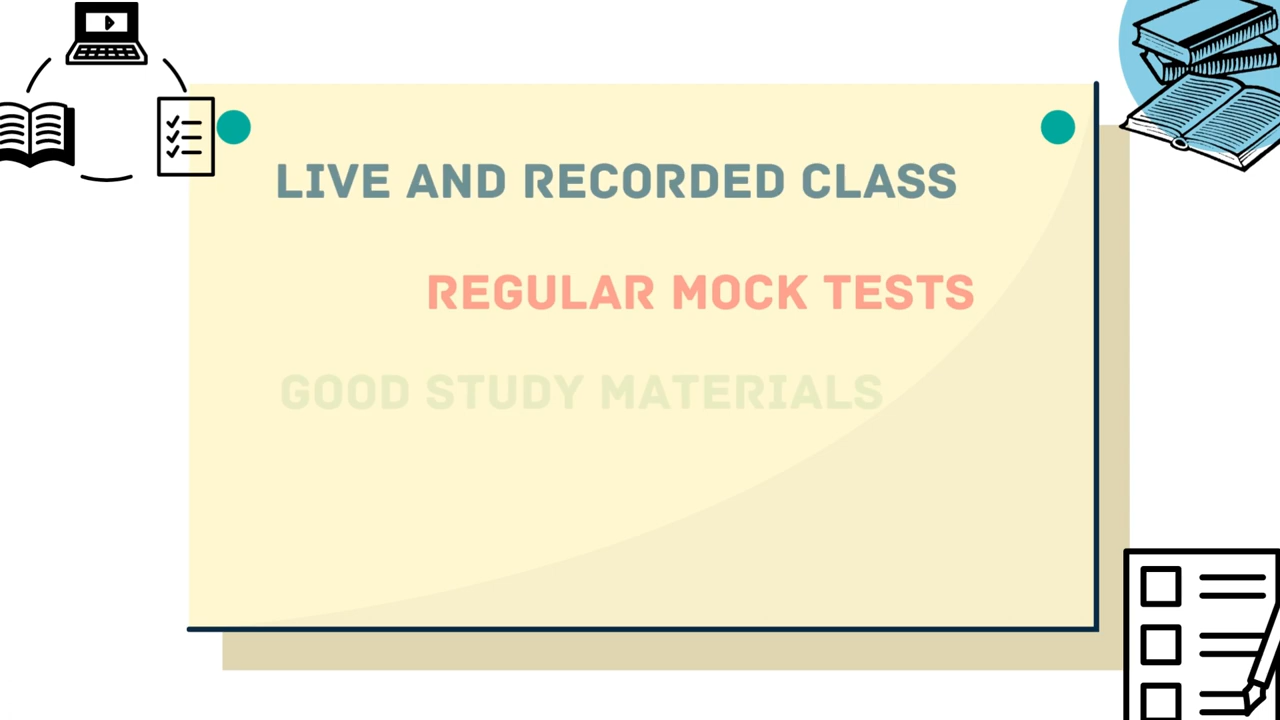 LIVE AND RECORDED CLASS
REGULAR MOCK TESTS
GOOD STUDY MATERIALS